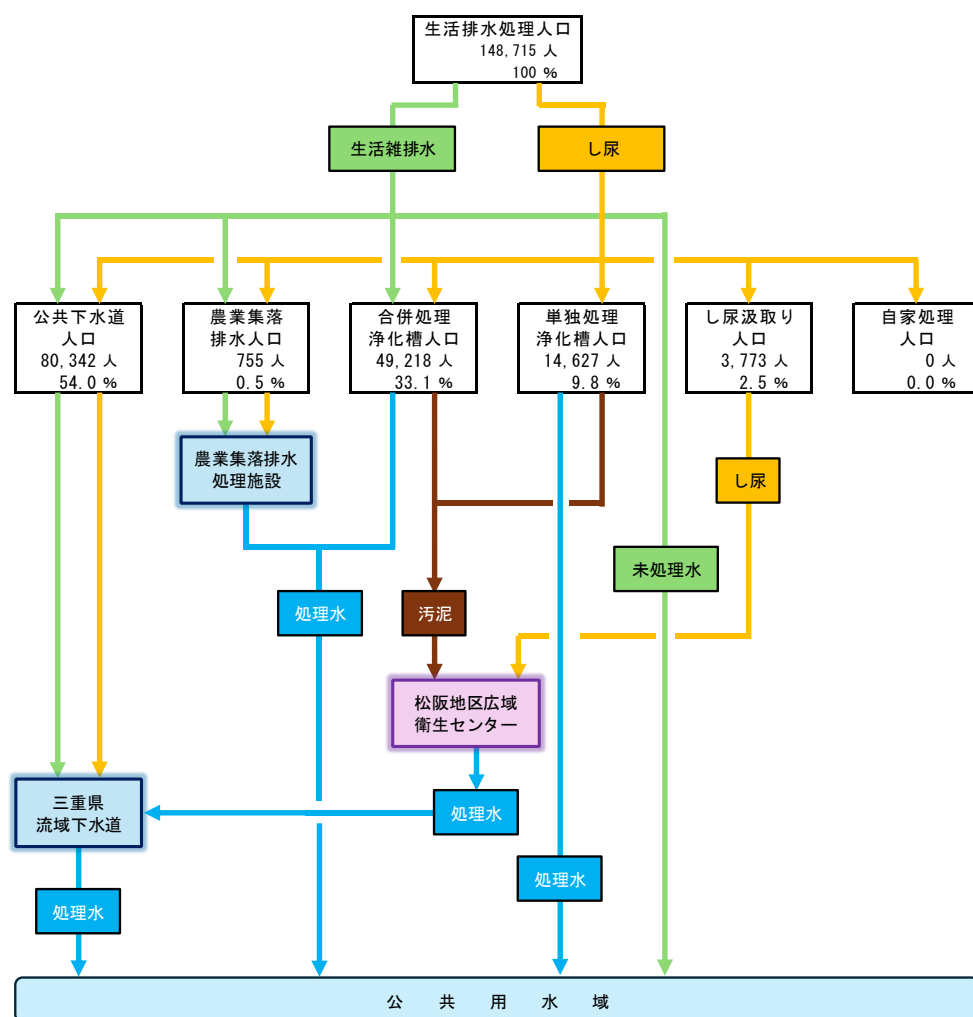 生活排水処理人口
148,715 人
100 %
生活雑排水
し尿
公共下水道
人口
80,342 人
54.0 %
農業集落
排水人口
755 人
0.5 %
合併処理
浄化槽人口
49,218 人
33.1 %
単独処理
浄化槽人口
14,627 人
9.8 %
し尿汲取り
人口
3,773 人
2.5 %
自家処理
人口
0 人
0.0 %
農業集落排水
処理施設
し尿
未処理水
処理水
汚泥
松阪地区広域
衛生センター
三重県
流域下水道
処理水
処理水
処理水
公共用水域